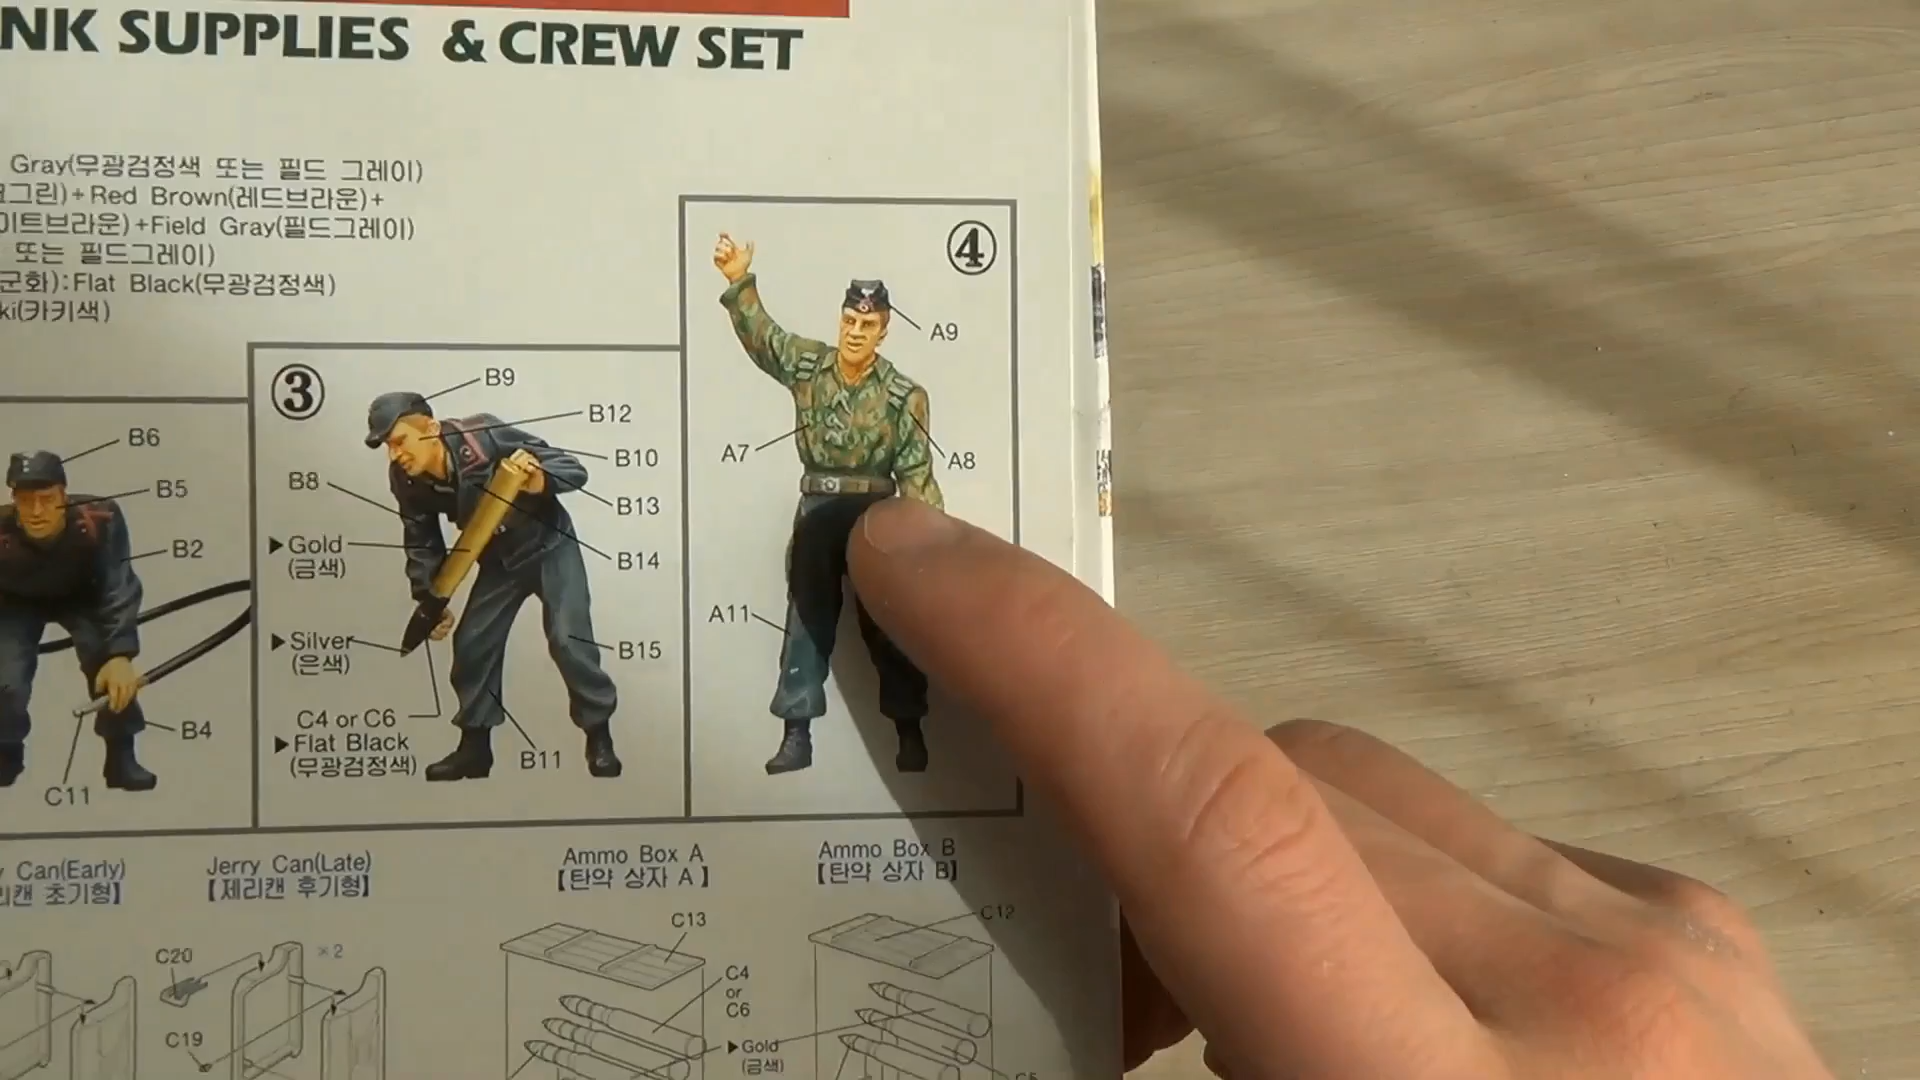 NK SUPPLIES & CREW SET
Gray(무광검정색 또는 필드 그레이)
크그린)+Red Brown(레드브라운)+
이트브라운)+Field Gray(필드그레이)
또는 필드그레이)
군화):Flat Black(무광검정색)
ki(카키색)
B6
B5
B2
B4
C11
③
B9
B12
B10
B8
B13
▶Gold
(금색)
B14
▶Silver
(은색)
B15
C4 or C6
▶Flat Black
(무광검정색)
B11
④
A9
A7
A8
A11
y Can(Early)
리캔 초기형】
Jerry Can(Late)
【제리캔 후기형】
Ammo Box A
【탄약 상자 A】
Ammo Box B
【탄약 상자 B】
C20
※2
C19
C13
C4
or
C6
▶Gold
(금색)
C12
C5